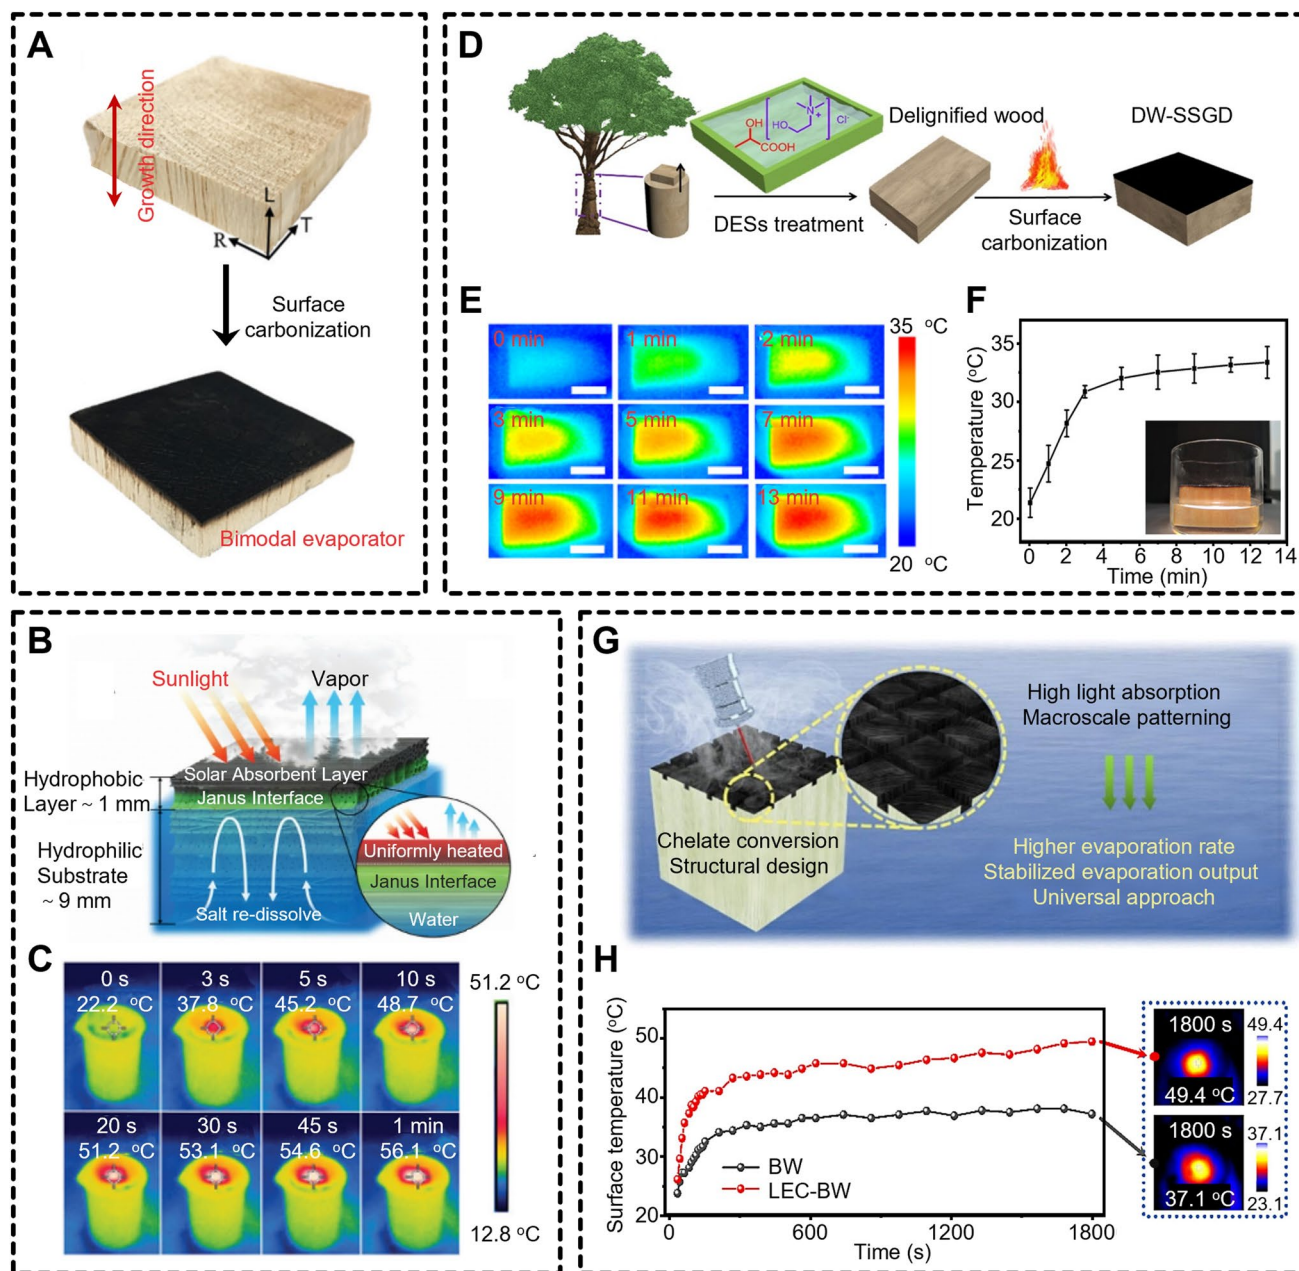 A
Growth direction
L
T
R
Surface
carbonization
Bimodal evaporator
D
OH
COOH
HO
N
+
Cl-
Delignified wood
DW-SSGD
DESs treatment
Surface
carbonization
E
0 min
1 min
2 min
3 min
5 min
7 min
9 min
11 min
13 min
35 °C
20 °C
F
Temperature (°C)
35
30
25
20
0 2 4 6 8 10 12 14
Time (min)
B
Sunlight
Vapor
Hydrophobic
Layer ~ 1 mm
Solar Absorbent Layer
Janus Interface
Hydrophilic
Substrate
~ 9 mm
Salt re-dissolve
Uniformly heated
Janus Interface
Water
C
0 s
22.2 °C
3 s
37.8 °C
5 s
45.2 °C
10 s
48.7 °C
20 s
51.2 °C
30 s
53.1 °C
45 s
54.6 °C
1 min
56.1 °C
51.2 °C
12.8 °C
G
Chelate conversion
Structural design
High light absorption
Macroscale patterning
Higher evaporation rate
Stabilized evaporation output
Universal approach
H
Surface temperature (°C)
50
40
30
20
0 600 1200 1800
Time (s)
BW
LEC-BW
1800 s
49.4 °C
49.4
27.7
1800 s
37.1 °C
37.1
23.1